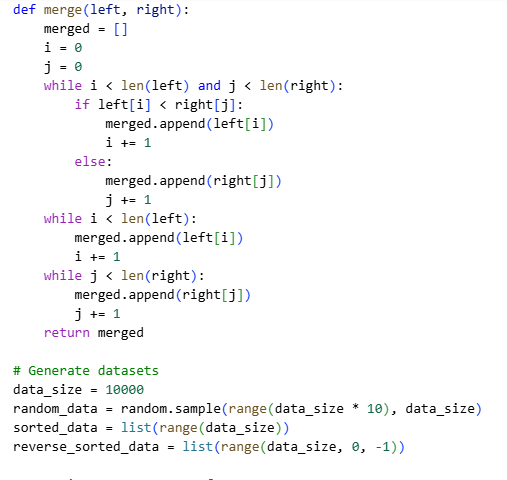 def merge(left, right):
    merged = []
    i = 0
    j = 0
    while i < len(left) and j < len(right):
        if left[i] < right[j]:
            merged.append(left[i])
            i += 1
        else:
            merged.append(right[j])
            j += 1
    while i < len(left):
        merged.append(left[i])
        i += 1
    while j < len(right):
        merged.append(right[j])
        j += 1
    return merged

# Generate datasets
data_size = 10000
random_data = random.sample(range(data_size * 10), data_size)
sorted_data = list(range(data_size))
reverse_sorted_data = list(range(data_size, 0, -1))